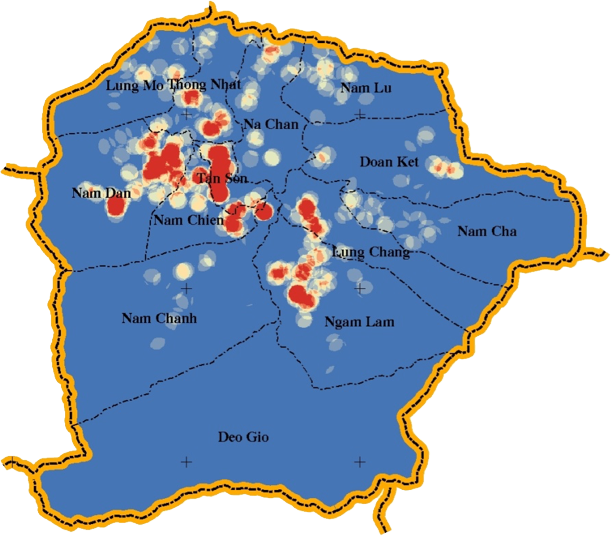 Lung Mo
Thong Nhat
Nam Lu
Na Chan
Doan Ket
Tan Son
Nam Dan
Nam Chien
Nam Cha
Lung Chang
Nam Chanh
Ngam Lam
Deo Gio